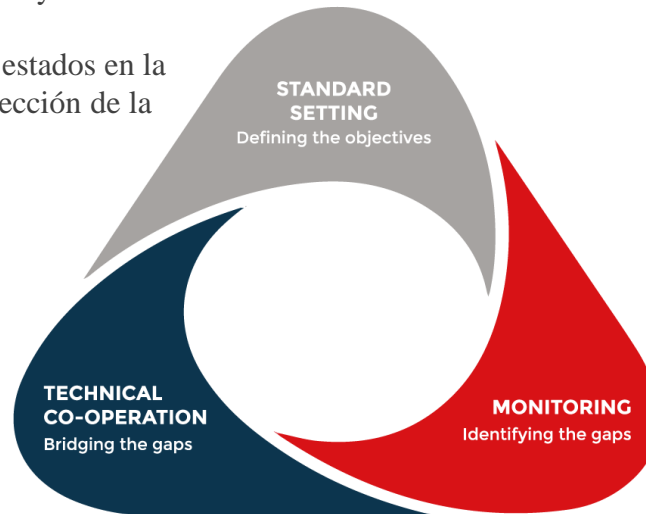 estados en la
ección de la
STANDARD
SETTING
Defining the objectives
TECHNICAL
CO-OPERATION
Bridging the gaps
MONITORING
Identifying the gaps